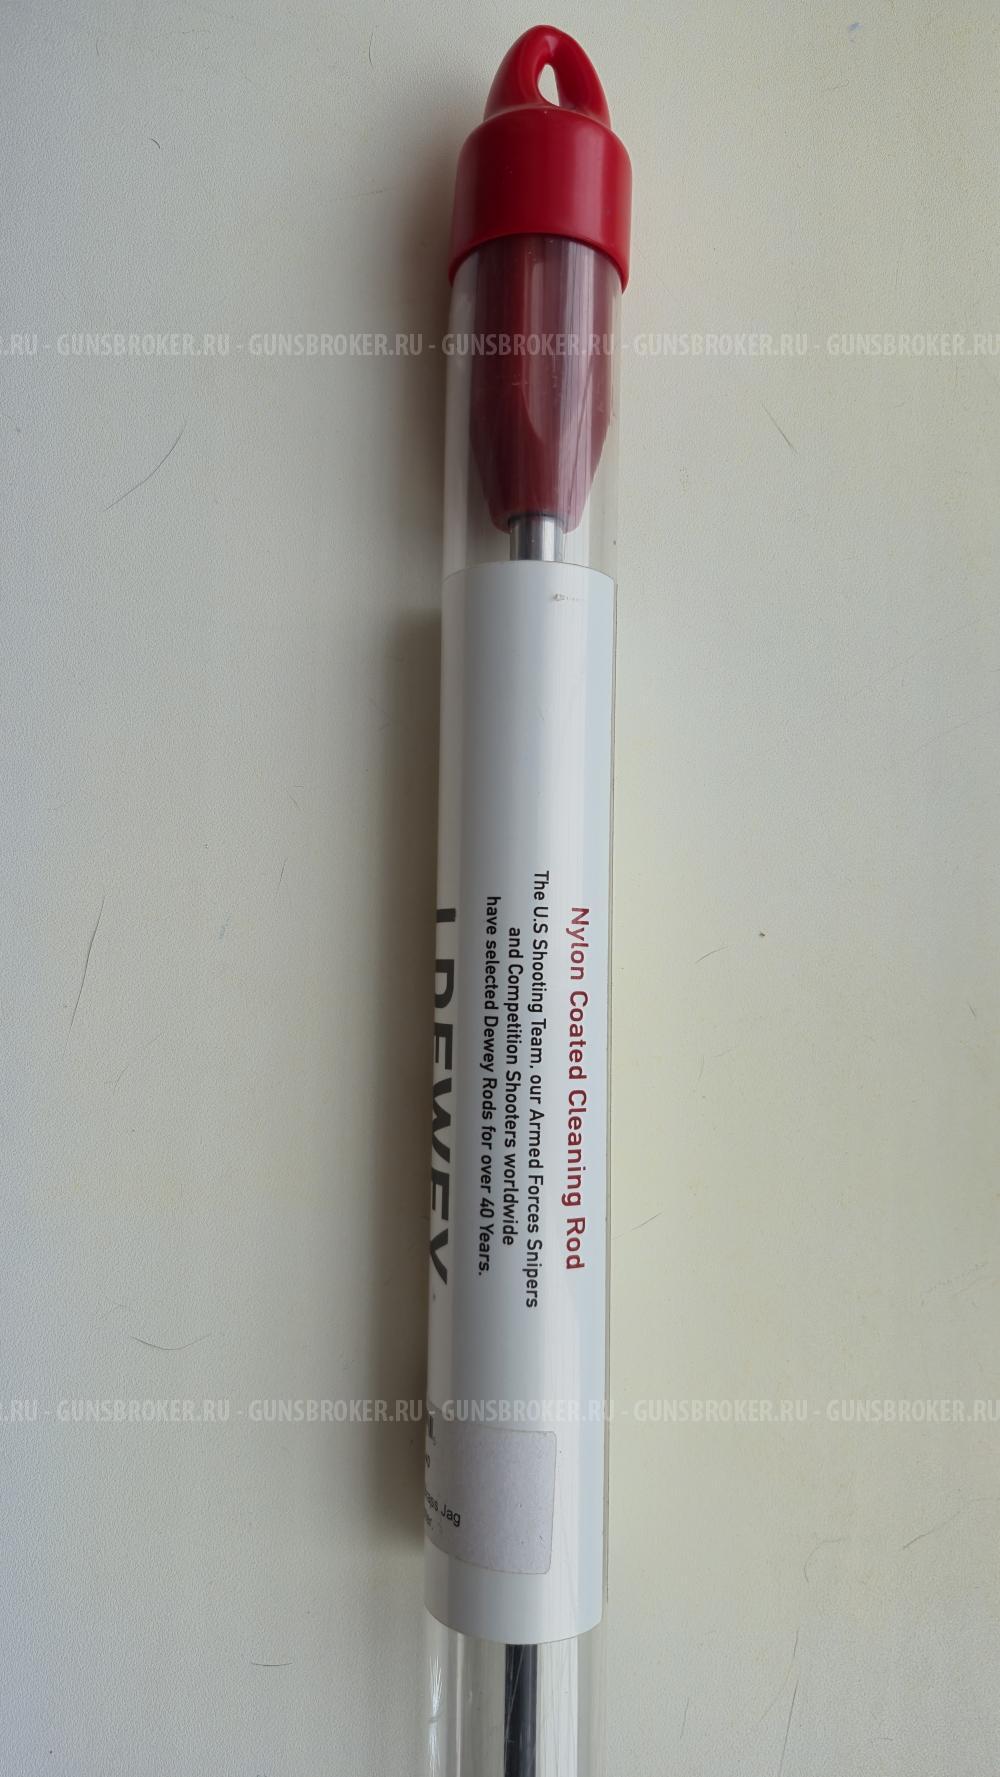 .RU - GUNSBROKER.RU - GUNSBROKER.RU - GUNSBROKER.RU - GUNSBROKER.RU - GUNSBROKER.RU
Nylon Coated Cleaning Rod
The U.S Shooting Team, our Armed Forces Snipers
and Competition Shooters worldwide
have selected Dewey Rods for over 40 Years.
DEWEY
Jag
.RU - GUNSBROKER.RU - GUNSBROKER.RU - GUNSBROKER.RU - GUNSBROKER.RU - GUNSBROKER.RU